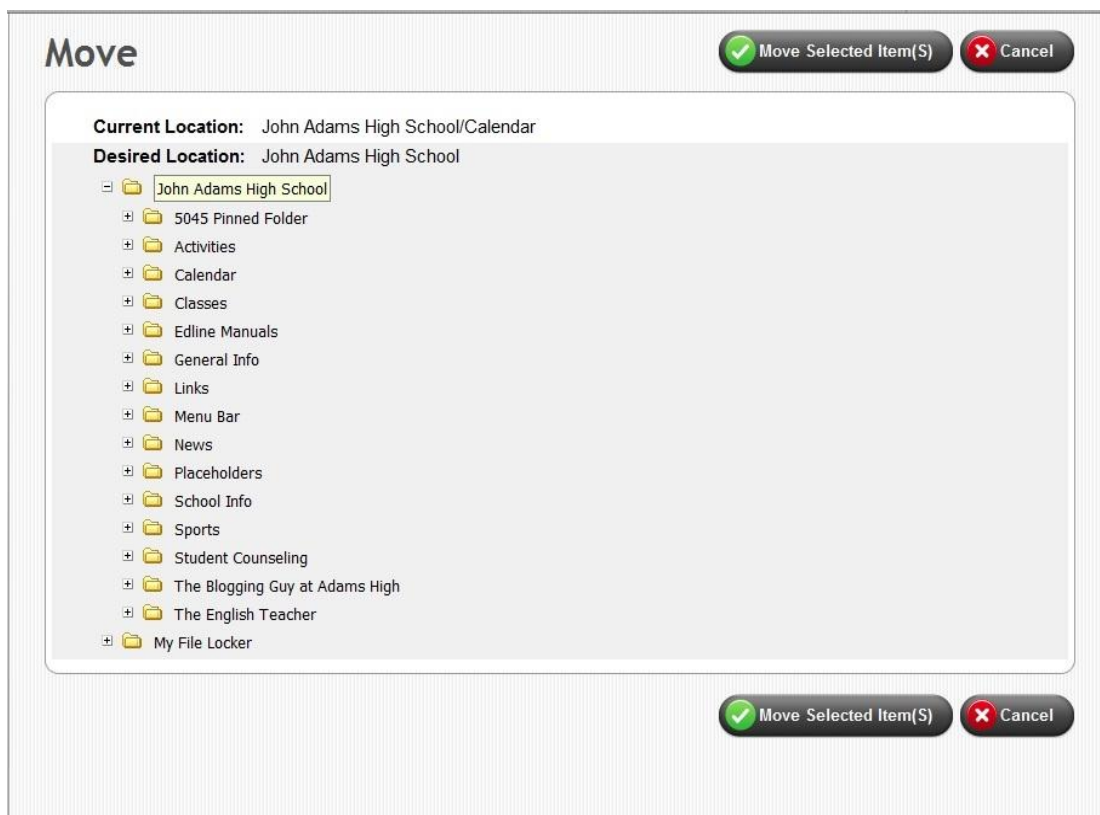 Move
Move Selected Item(S) Cancel
Current Location: John Adams High School/Calendar
Desired Location: John Adams High School
John Adams High School
5045 Pinned Folder
Activities
Calendar
Classes
Edline Manuals
General Info
Links
Menu Bar
News
Placeholders
School Info
Sports
Student Counseling
The Blogging Guy at Adams High
The English Teacher
My File Locker
Move Selected Item(S) Cancel